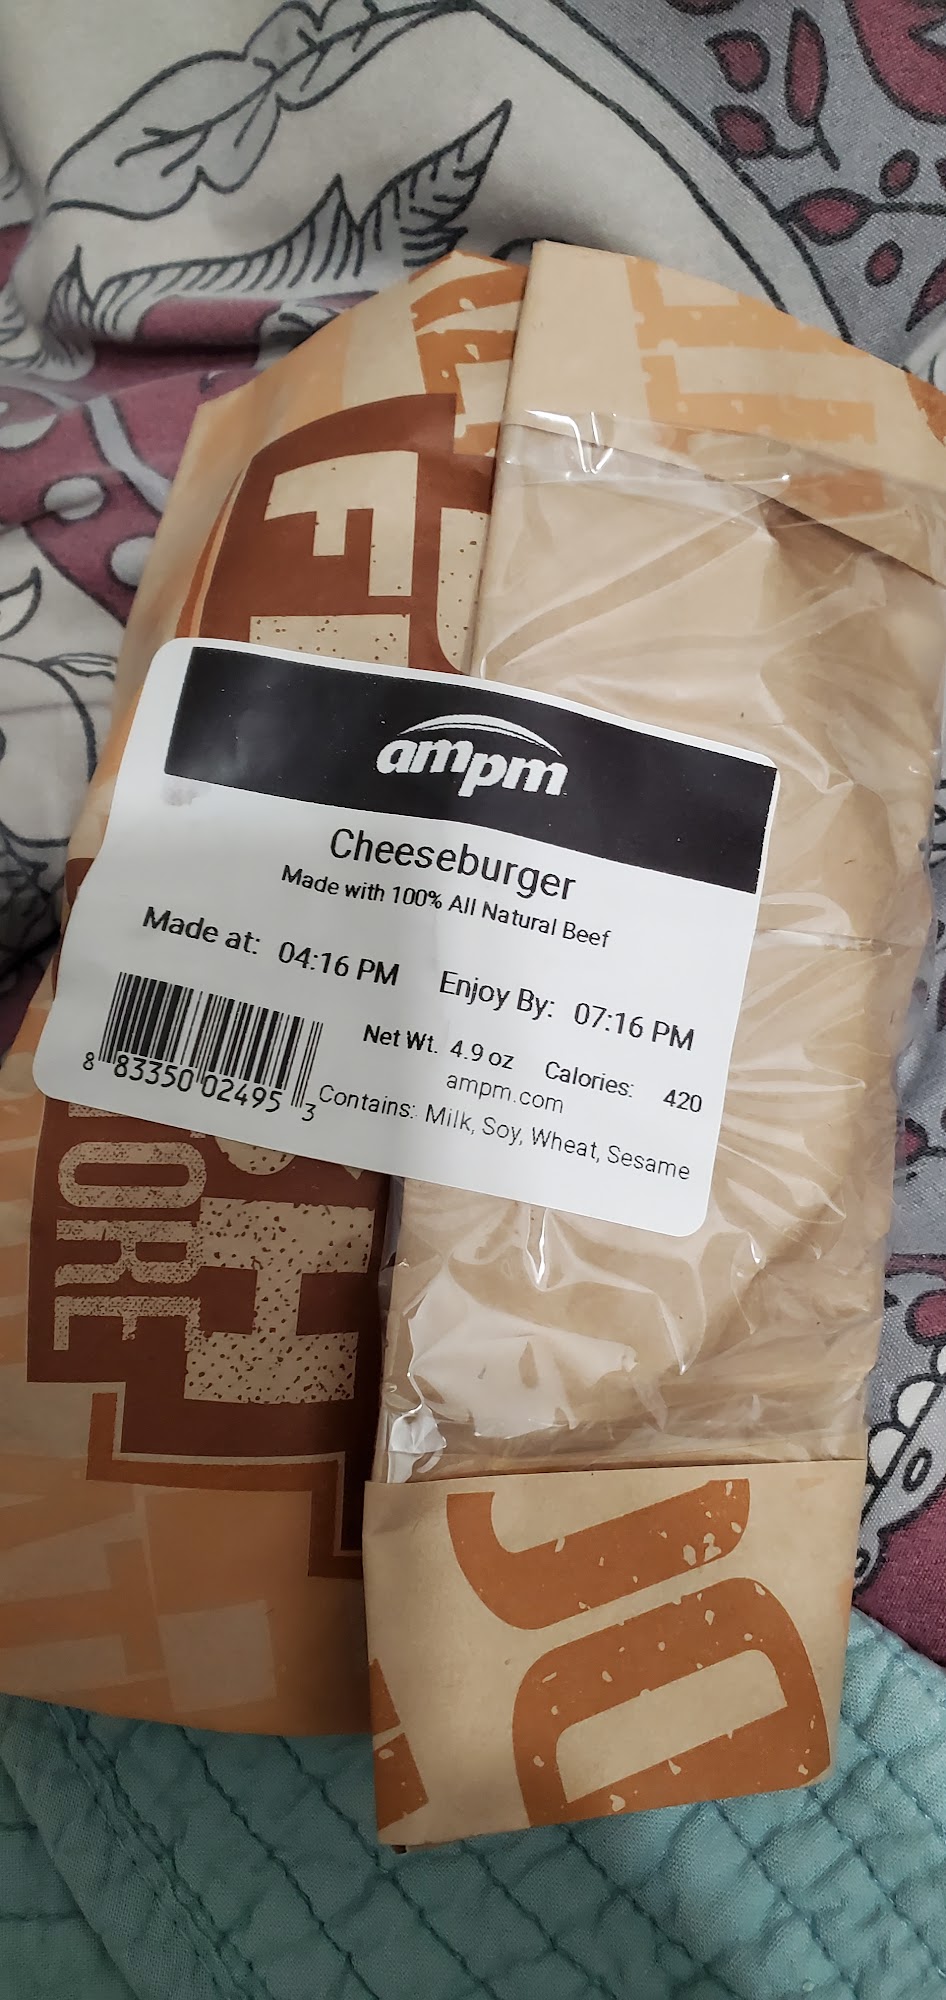 ampm
Cheeseburger
Made with 100% All Natural Beef
Made at: 04:16 PM Enjoy By: 07:16 PM
Net Wt. 4.9 oz Calories: 420
ampm.com
8 83350 02495 3
Contains: Milk, Soy, Wheat, Sesame